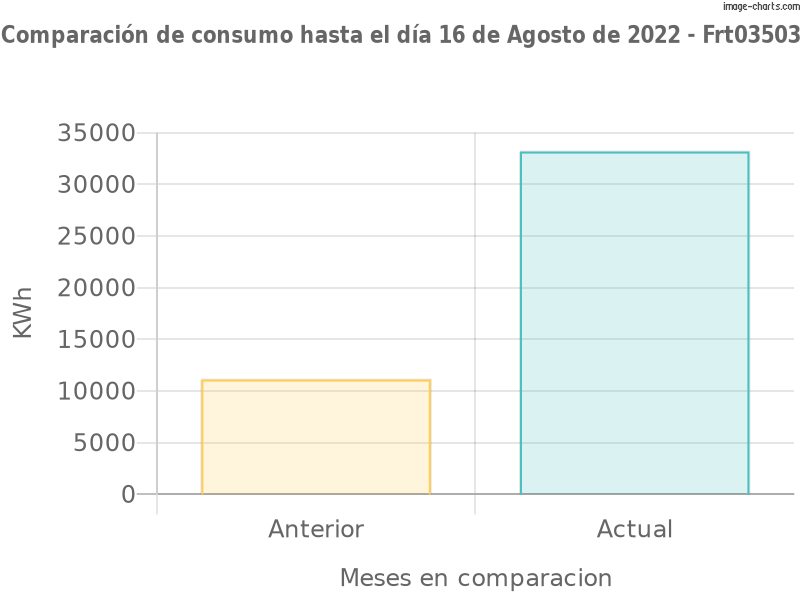 image-charts.com
Comparación de consumo hasta el día 16 de Agosto de 2022 - Frt03503
35000
30000
25000
20000
15000
10000
5000
0
KWh
Anterior
Actual
Meses en comparacion